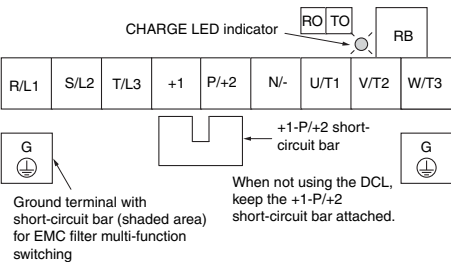 CHARGE LED indicator
RO TO
RB
R/L1 S/L2 T/L3 +1 P/+2 N/- U/T1 V/T2 W/T3
G
+1-P/+2 short-
circuit bar
G
Ground terminal with
short-circuit bar (shaded area)
for EMC filter multi-function
switching
When not using the DCL,
keep the +1-P/+2
short-circuit bar attached.